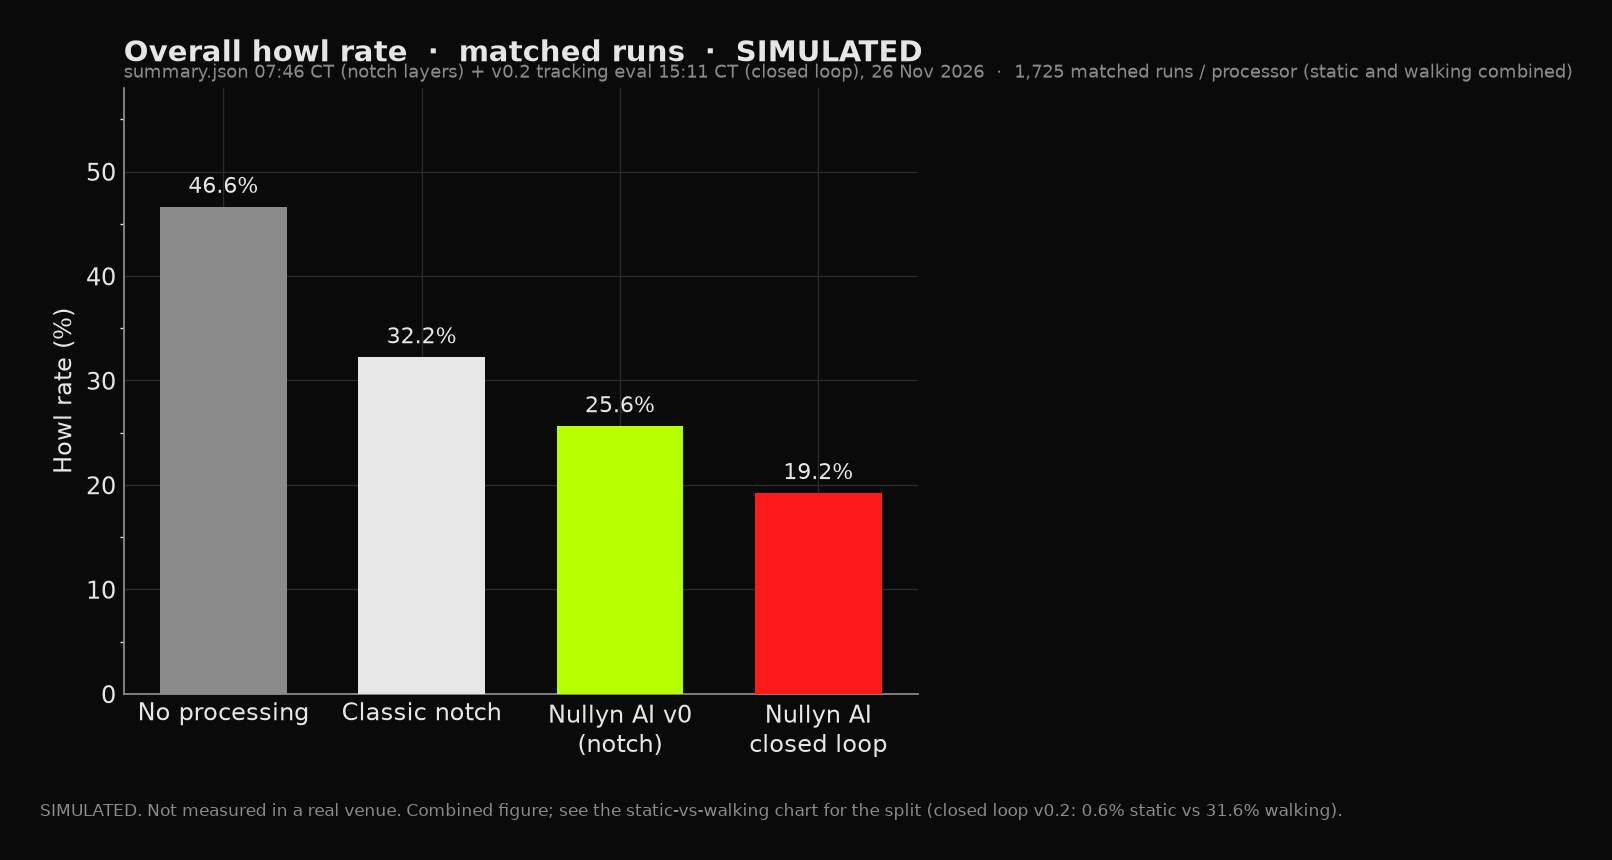 Overall howl rate · matched runs · SIMULATED
summary.json 07:46 CT (notch layers) + v0.2 tracking eval 15:11 CT (closed loop), 26 Nov 2026 · 1,725 matched runs / processor (static and walking combined)
Howl rate (%)
50
40
30
20
10
0
46.6%
32.2%
25.6%
19.2%
No processing
Classic notch
Nullyn AI v0
(notch)
Nullyn AI
closed loop
SIMULATED. Not measured in a real venue. Combined figure; see the static-vs-walking chart for the split (closed loop v0.2: 0.6% static vs 31.6% walking).